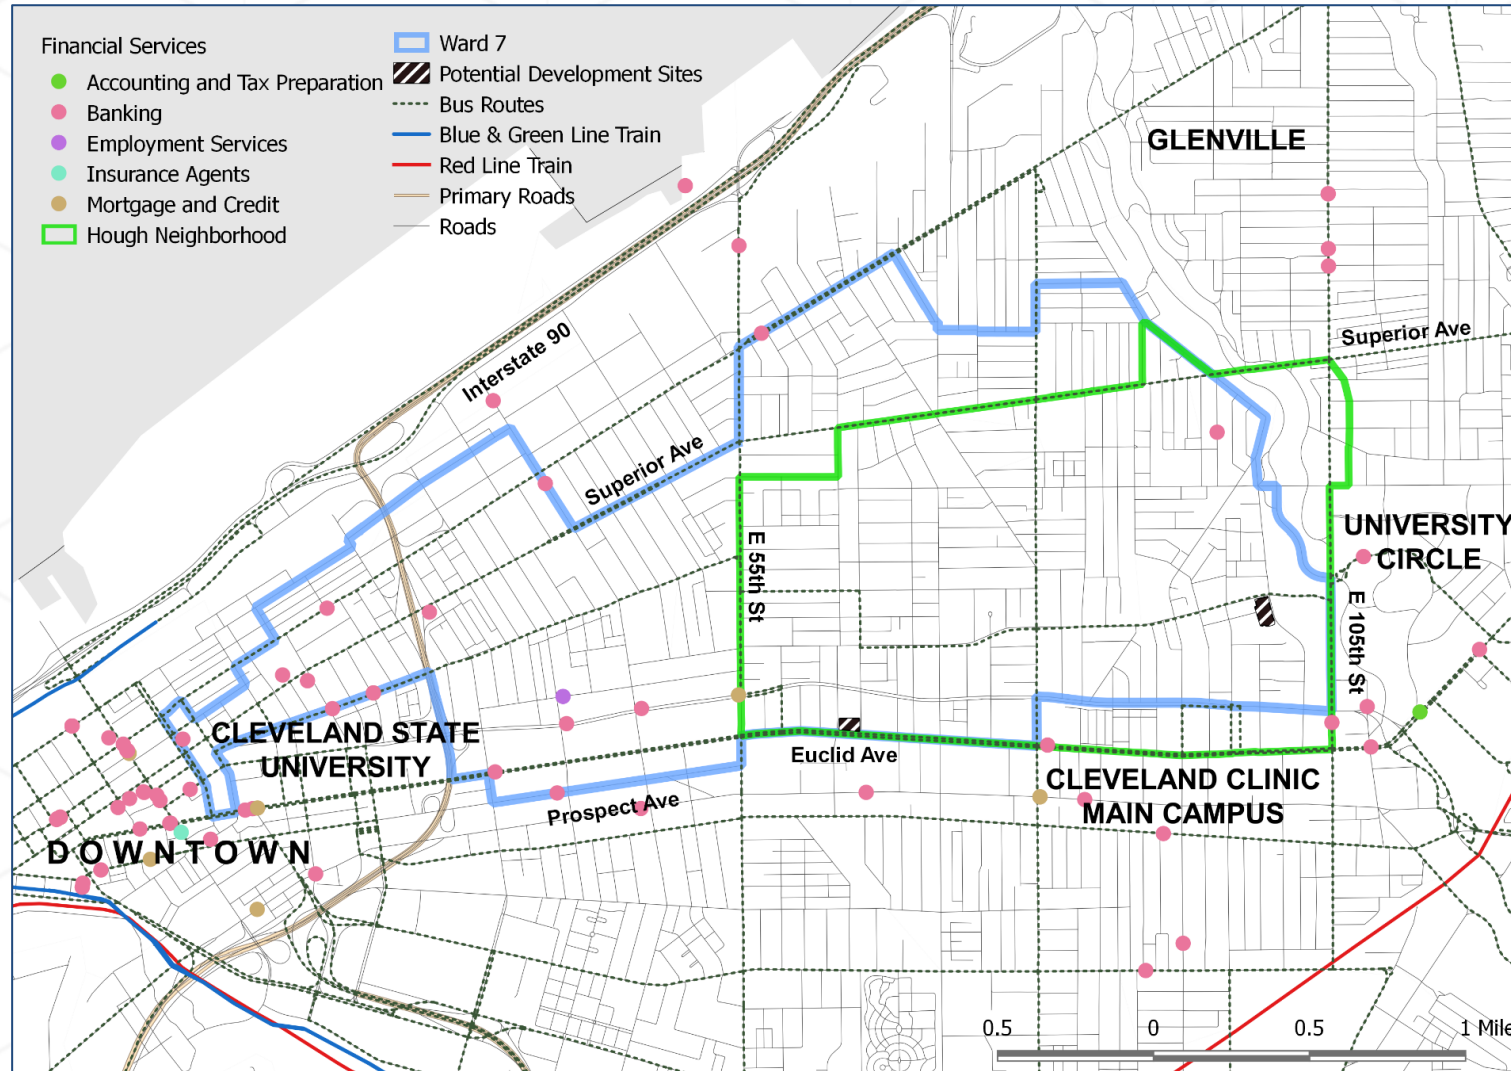 Financial Services
Accounting and Tax Preparation
Banking
Employment Services
Insurance Agents
Mortgage and Credit
Hough Neighborhood
Ward 7
Potential Development Sites
Bus Routes
Blue & Green Line Train
Red Line Train
Primary Roads
Roads
GLENVILLE
Interstate 90
Superior Ave
Superior Ave
E 55th St
UNIVERSITY
CIRCLE
E 105th St
CLEVELAND STATE
UNIVERSITY
Euclid Ave
Prospect Ave
CLEVELAND CLINIC
MAIN CAMPUS
DOWNTOWN
0.5 0 0.5 1 Mile